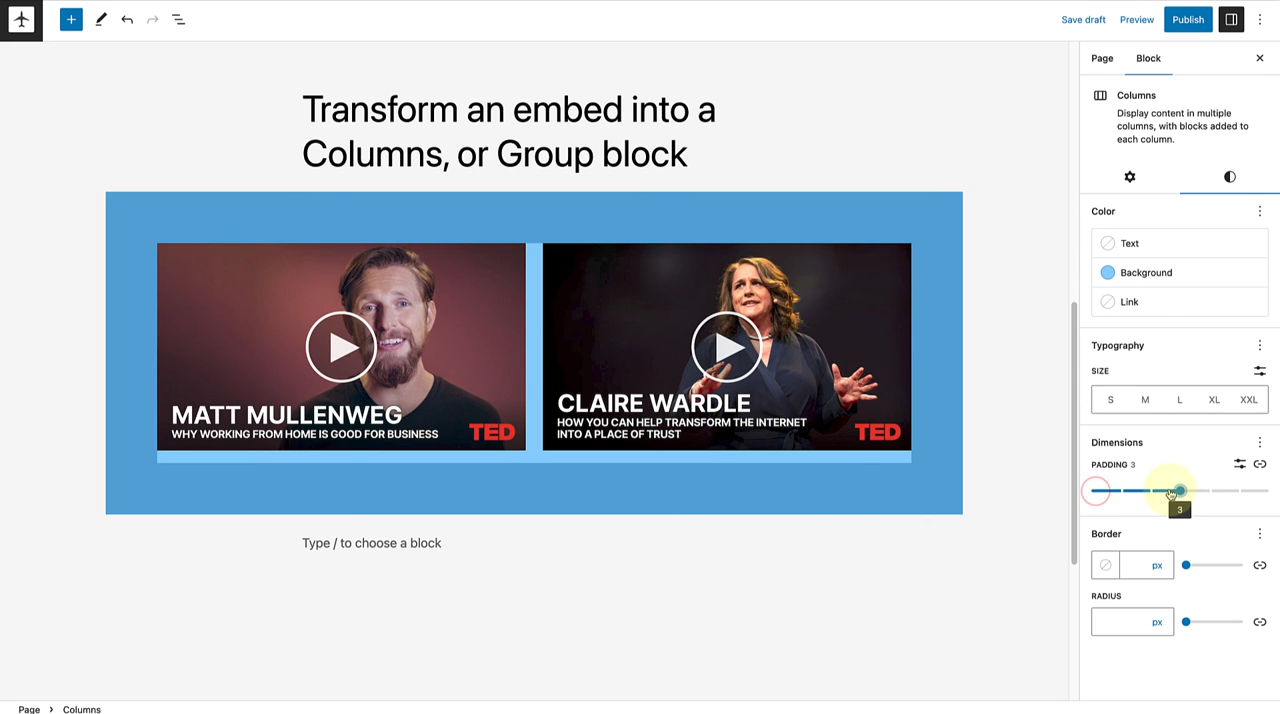 Save draft
Preview
Publish
Transform an embed into a
Columns, or Group block
MATT MULLENWEG
WHY WORKING FROM HOME IS GOOD FOR BUSINESS
TED
CLAIRE WARDLE
HOW YOU CAN HELP TRANSFORM THE INTERNET
INTO A PLACE OF TRUST
TED
Type / to choose a block
Page
Block
Columns
Display content in multiple
columns, with blocks added to
each column.
Color
Text
Background
Link
Typography
SIZE
S M L XL XXL
Dimensions
PADDING 3
3
Border
px
RADIUS
px
Page > Columns